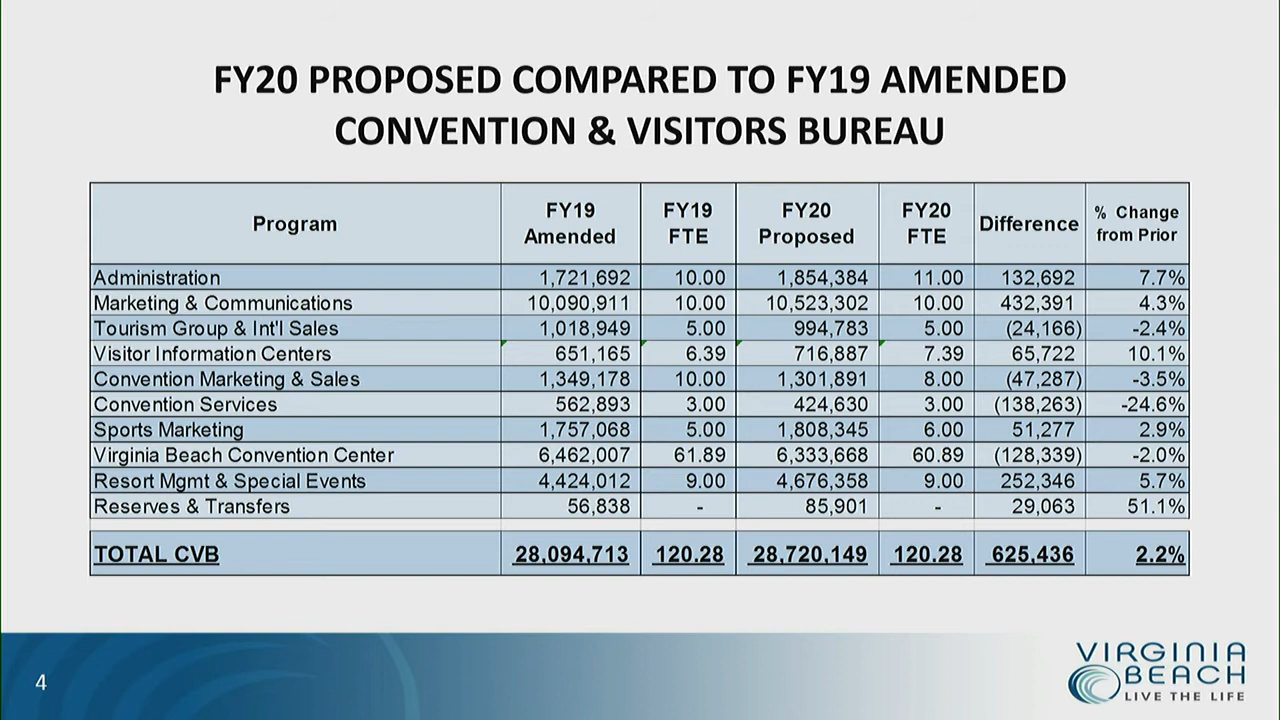 FY20 PROPOSED COMPARED TO FY19 AMENDED
CONVENTION & VISITORS BUREAU
Program FY19 Amended FY19 FTE FY20 Proposed FY20 FTE Difference % Change from Prior
Administration 1,721,692 10.00 1,854,384 11.00 132,692 7.7%
Marketing & Communications 10,090,911 10.00 10,523,302 10.00 432,391 4.3%
Tourism Group & Int'l Sales 1,018,949 5.00 994,783 5.00 (24,166) -2.4%
Visitor Information Centers 651,165 6.39 716,887 7.39 65,722 10.1%
Convention Marketing & Sales 1,349,178 10.00 1,301,891 8.00 (47,287) -3.5%
Convention Services 562,893 3.00 424,630 3.00 (138,263) -24.6%
Sports Marketing 1,757,068 5.00 1,808,345 6.00 51,277 2.9%
Virginia Beach Convention Center 6,462,007 61.89 6,333,668 60.89 (128,339) -2.0%
Resort Mgmt & Special Events 4,424,012 9.00 4,676,358 9.00 252,346 5.7%
Reserves & Transfers 56,838 - 85,901 - 29,063 51.1%
TOTAL CVB 28,094,713 120.28 28,720,149 120.28 625,436 2.2%
4
VIRGINIA
BEACH
LIVE THE LIFE